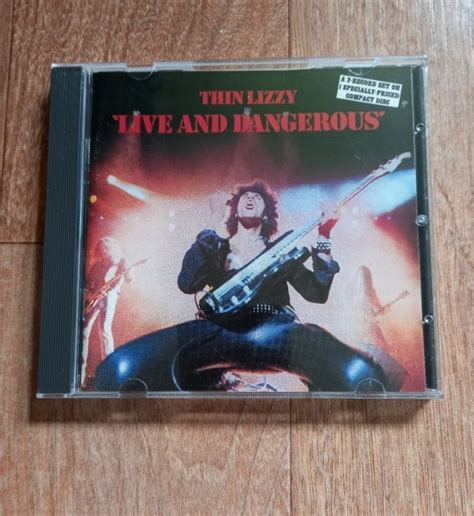 THIN LIZZY
'LIVE AND DANGEROUS'
A 2-RECORD SET ON
1 SPECIALLY-PRICED
COMPACT DISC